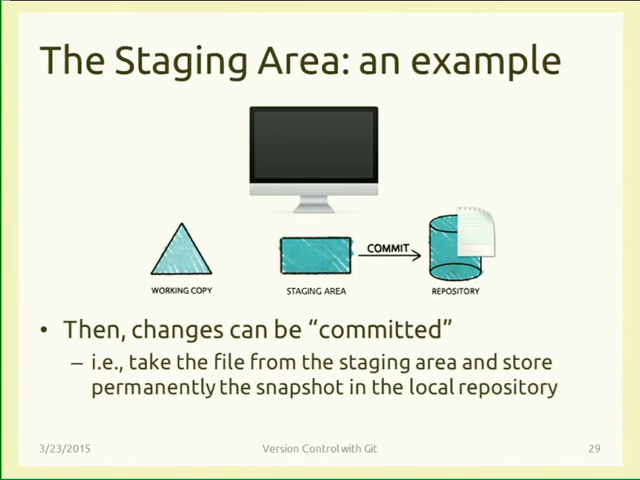 The Staging Area: an example
COMMIT
WORKING COPY
STAGING AREA
REPOSITORY
• Then, changes can be “committed”
– i.e., take the file from the staging area and store
permanently the snapshot in the local repository
3/23/2015
Version Control with Git
29